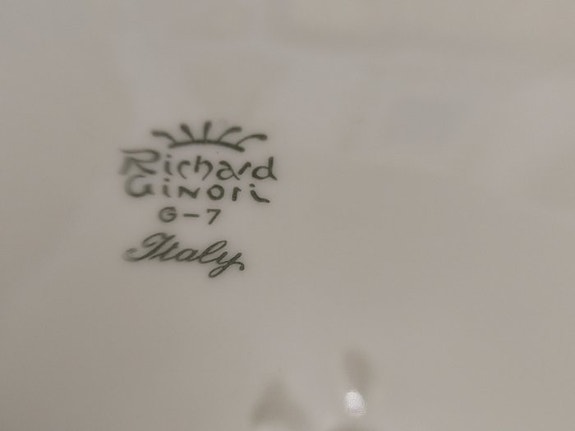 Richard
Ginori
G-7
Italy